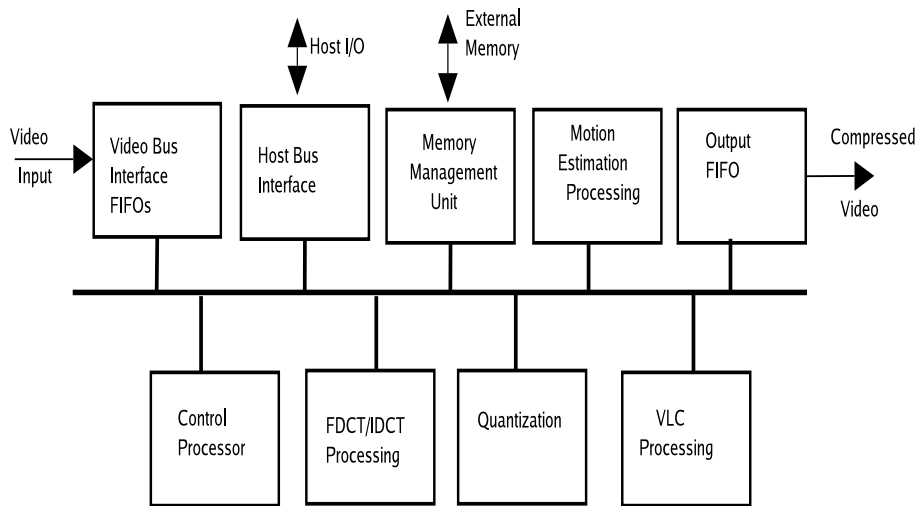 Host I/O
External
Memory
Video
Input
Video Bus
Interface
FIFOs
Host Bus
Interface
Memory
Management
Unit
Motion
Estimation
Processing
Output
FIFO
Compressed
Video
Control
Processor
FDCT/IDCT
Processing
Quantization
VLC
Processing